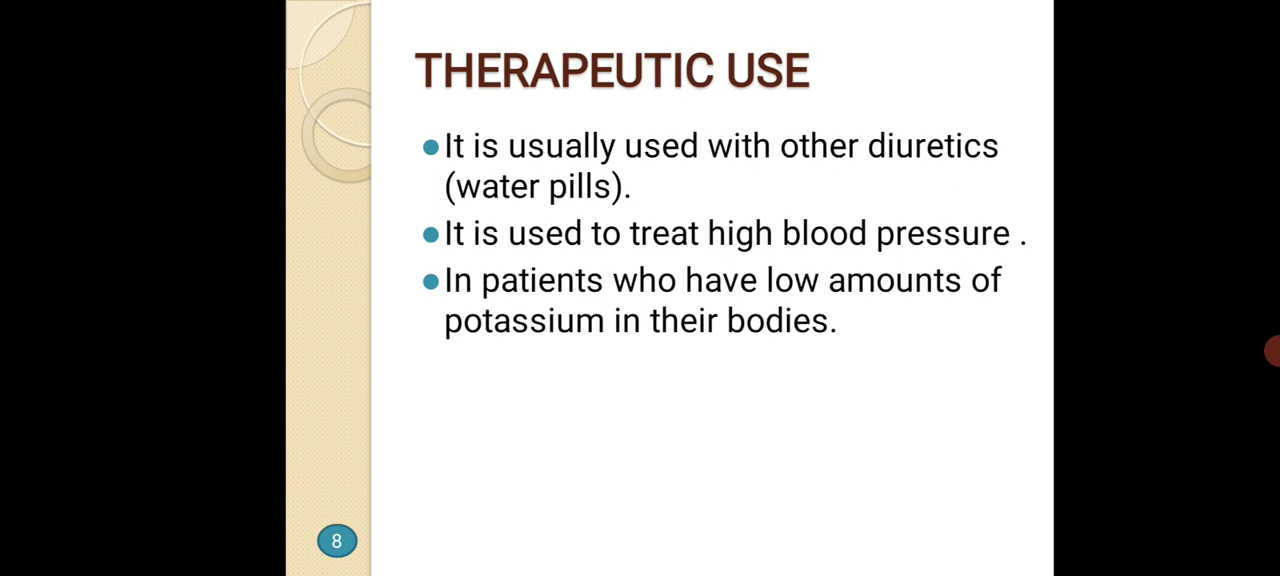 THERAPEUTIC USE
●It is usually used with other diuretics
(water pills).
●It is used to treat high blood pressure .
●In patients who have low amounts of
potassium in their bodies.
8